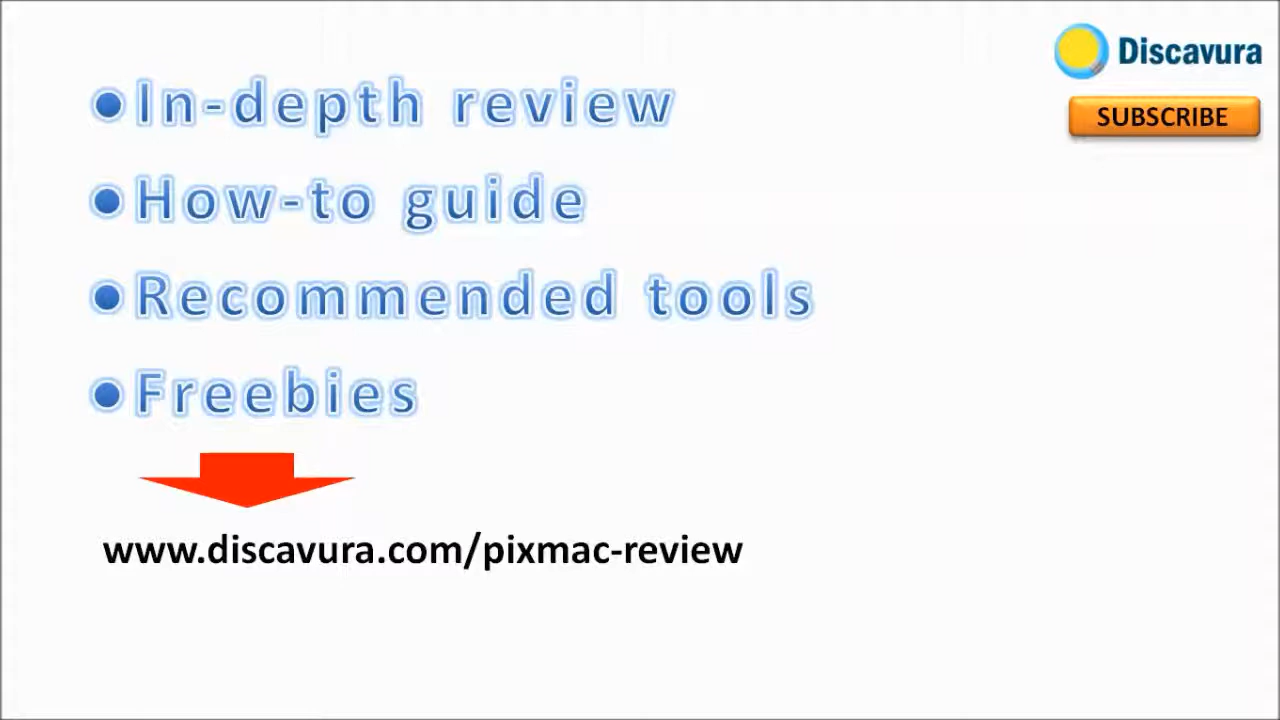 Discavura
SUBSCRIBE
•In-depth review
•How-to guide
•Recommended tools
•Freebies
www.discavura.com/pixmac-review